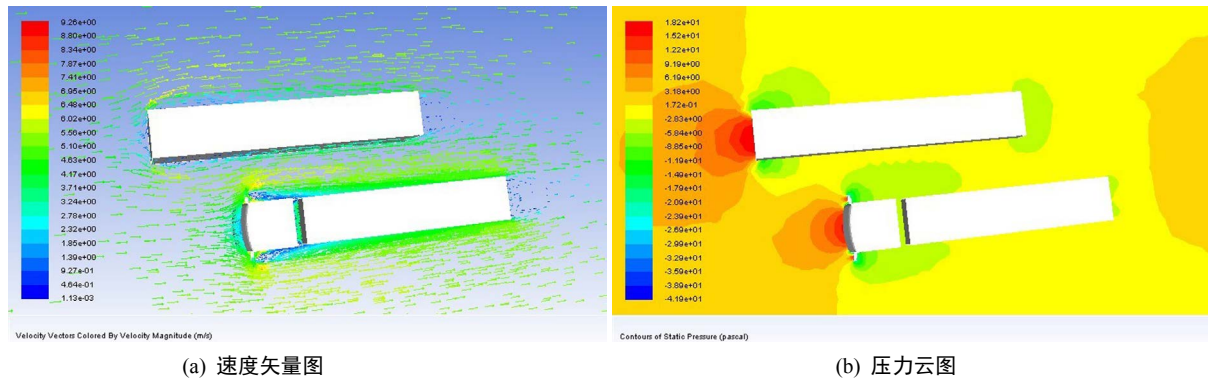 9.26e+00
8.80e+00
8.34e+00
7.87e+00
7.41e+00
6.95e+00
6.48e+00
6.02e+00
5.56e+00
5.10e+00
4.63e+00
4.17e+00
3.71e+00
3.24e+00
2.78e+00
2.32e+00
1.85e+00
1.39e+00
9.27e-01
4.64e-01
1.13e-03
Velocity Vectors Colored By Velocity Magnitude (m/s)
1.82e+01
1.52e+01
1.22e+01
9.19e+00
6.19e+00
3.18e+00
1.72e-01
-2.83e+00
-5.84e+00
-8.85e+00
-1.19e+01
-1.49e+01
-1.79e+01
-2.09e+01
-2.39e+01
-2.69e+01
-2.99e+01
-3.29e+01
-3.59e+01
-3.89e+01
-4.19e+01
Contours of Static Pressure (pascal)
(a) 速度矢量图
(b) 压力云图